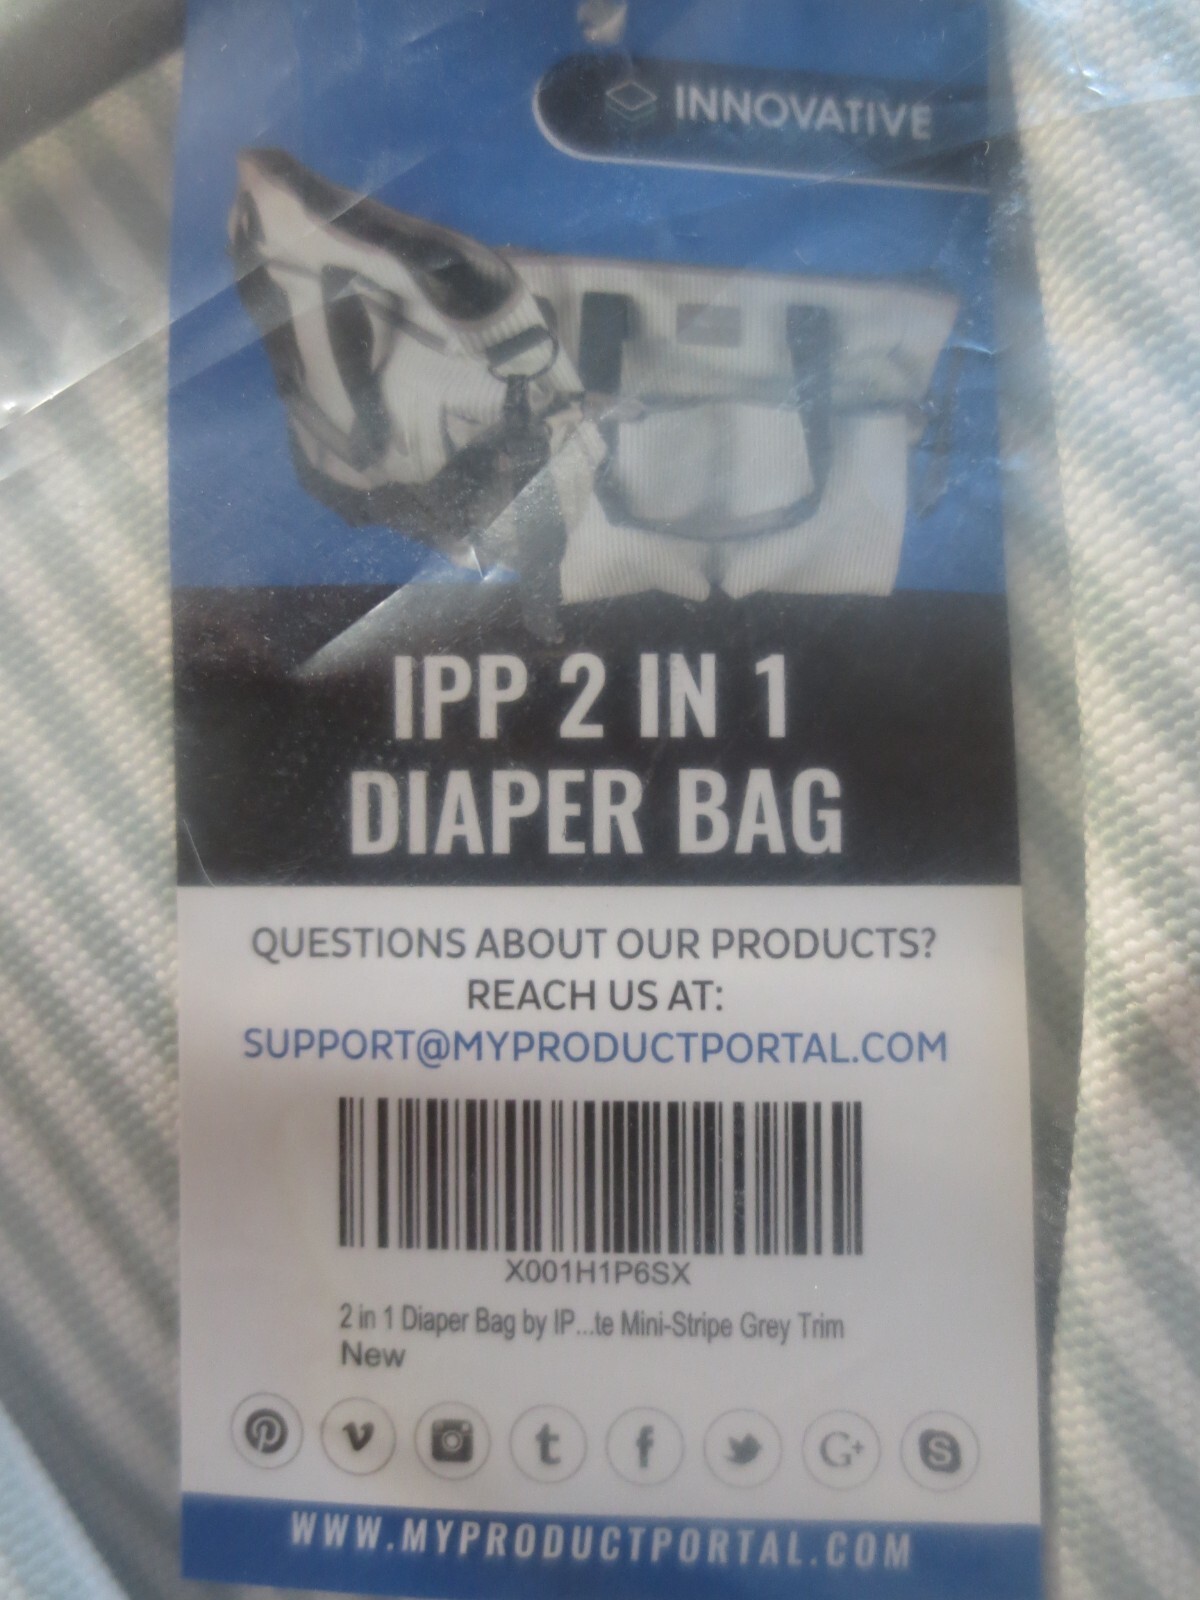 INNOVATIVE
IPP 2 IN 1
DIAPER BAG
QUESTIONS ABOUT OUR PRODUCTS?
REACH US AT:
SUPPORT@MYPRODUCTPORTAL.COM
X001H1P6SX
2 in 1 Diaper Bag by IP...te Mini-Stripe Grey Trim
New
WWW.MYPRODUCTPORTAL.COM